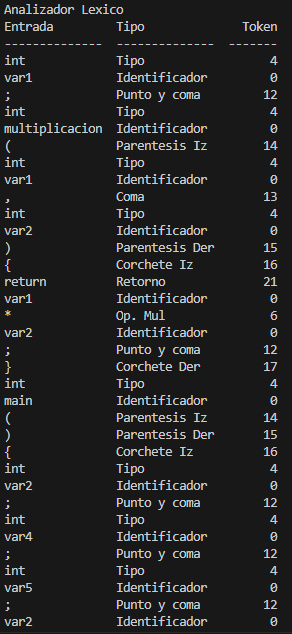 Analizador Lexico
Entrada         Tipo              Token
--------------  --------------  -------
int             Tipo                  4
var1            Identificador         0
;               Punto y coma         12
int             Tipo                  4
multiplicacion  Identificador         0
(               Parentesis Iz        14
int             Tipo                  4
var1            Identificador         0
,               Coma                 13
int             Tipo                  4
var2            Identificador         0
)               Parentesis Der       15
{               Corchete Iz          16
return          Retorno              21
var1            Identificador         0
*               Op. Mul               6
var2            Identificador         0
;               Punto y coma         12
}               Corchete Der         17
int             Tipo                  4
main            Identificador         0
(               Parentesis Iz        14
)               Parentesis Der       15
{               Corchete Iz          16
int             Tipo                  4
var2            Identificador         0
;               Punto y coma         12
int             Tipo                  4
var4            Identificador         0
;               Punto y coma         12
int             Tipo                  4
var5            Identificador         0
;               Punto y coma         12
var2            Identificador         0